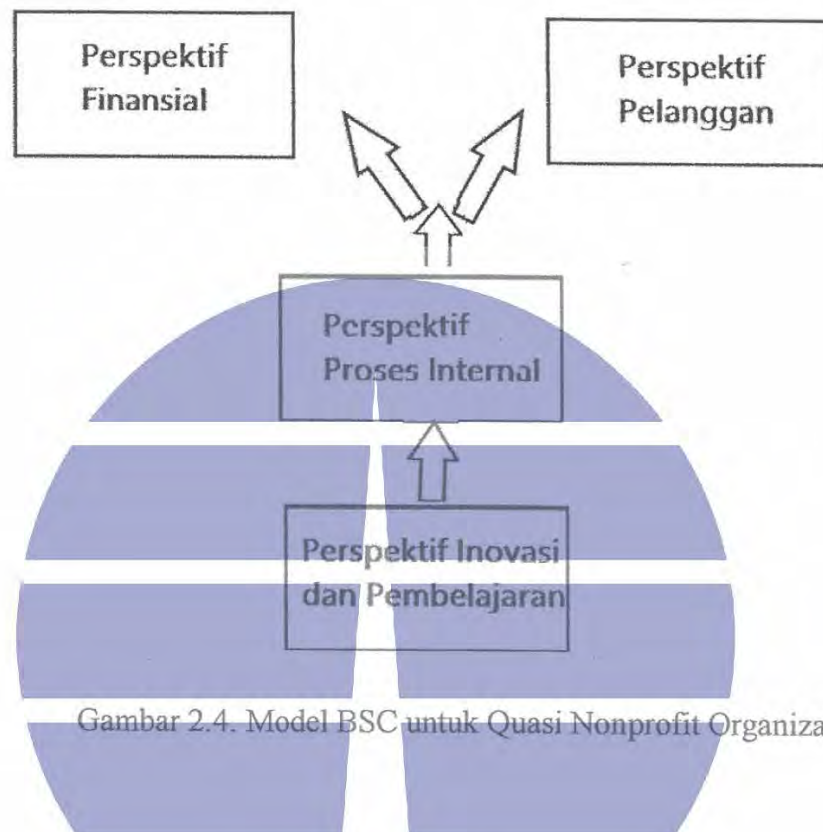 Perspektif
Finansial
Perspektif
Pelanggan
Perspektif
Proses Internal
Perspektif Inovasi
dan Pembelajaran
Gambar 2.4. Model BSC untuk Quasi Nonprofit Organiza